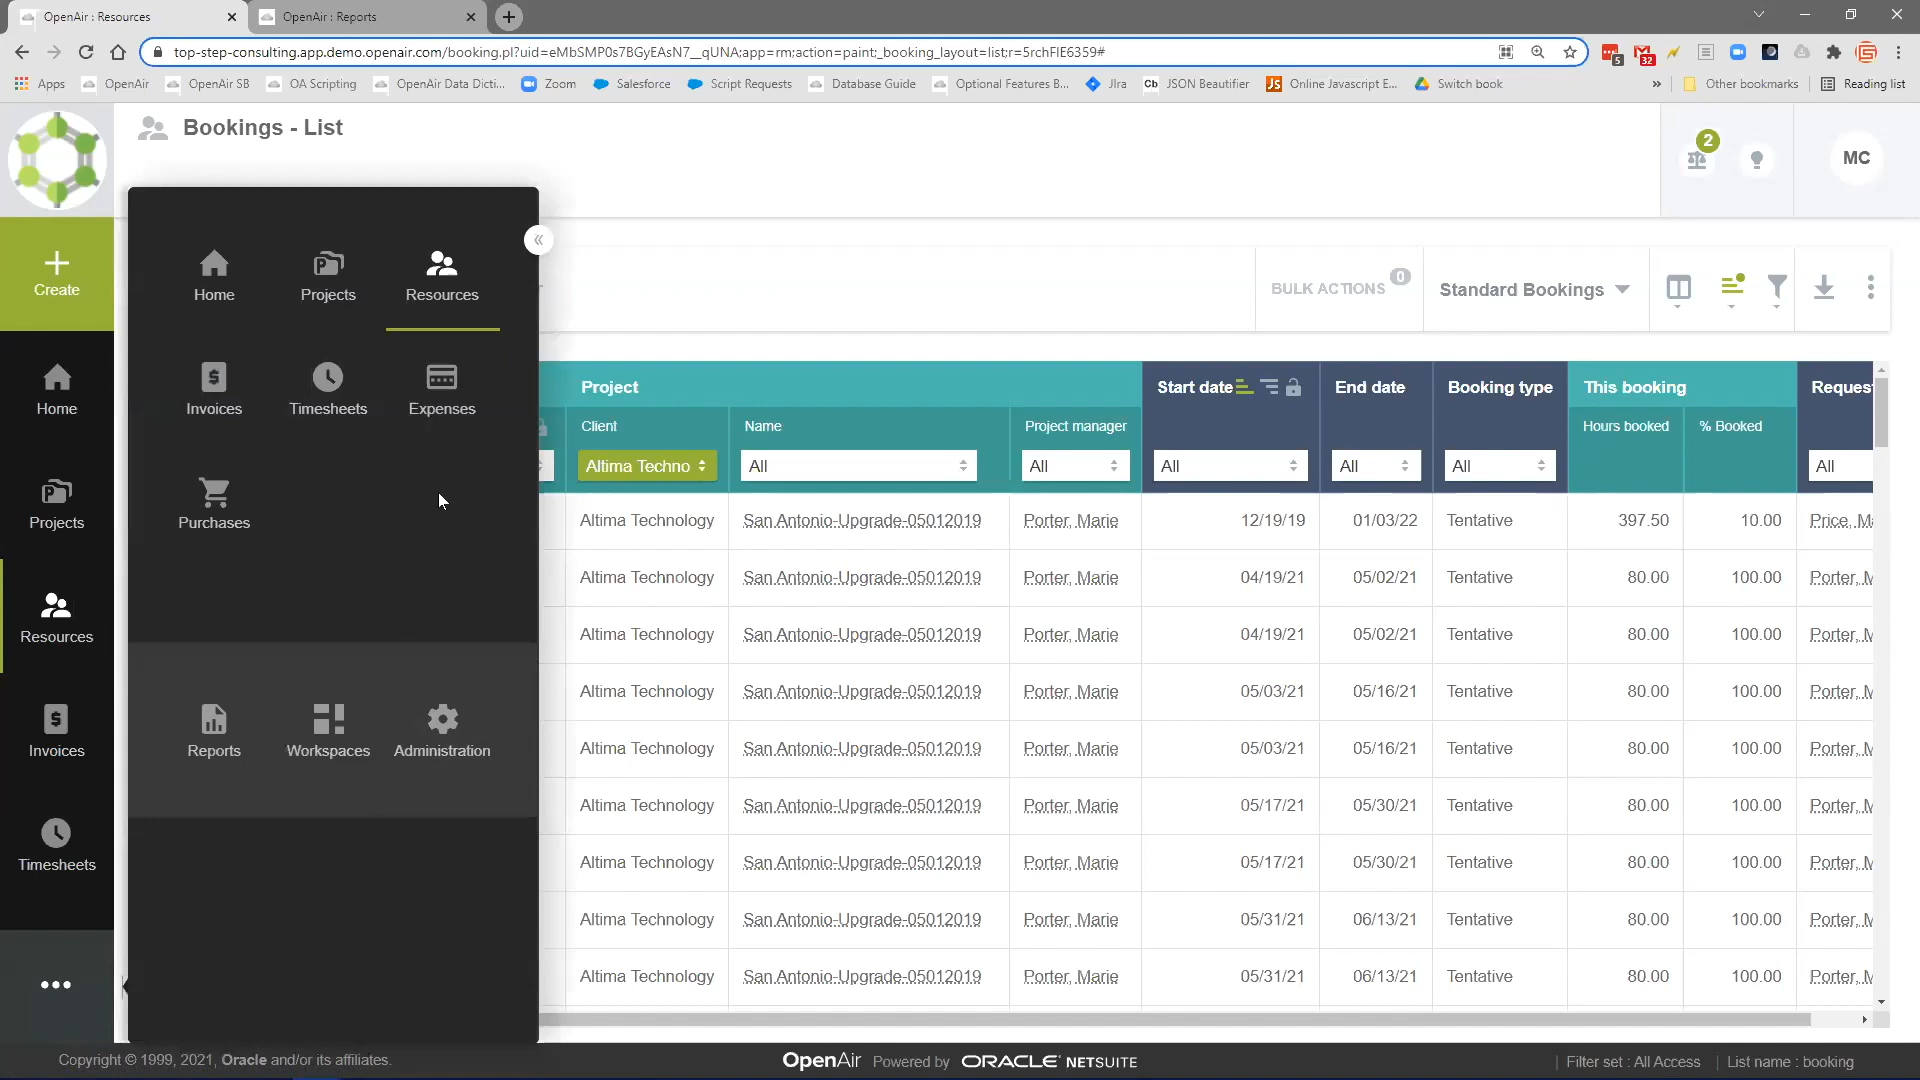 OpenAir : Resources
OpenAir : Reports
top-step-consulting.app.demo.openair.com/booking.pl?uid=eMbSMP0s7BGyEAsN7__qUNA;app=rm;action=paint;_booking_layout=list;r=5rchFIE6359#
5
32
Apps
OpenAir
OpenAir SB
OA Scripting
OpenAir Data Dicti...
Zoom
Salesforce
Script Requests
Database Guide
Optional Features B...
JIra
Cb JSON Beautifier
JS Online Javascript E...
Switch book
»
Other bookmarks
Reading list
Bookings - List
2
MC
Create
Home
Projects
Resources
Invoices
Timesheets
Home
Projects
Resources
Invoices
Timesheets
Expenses
Purchases
Reports
Workspaces
Administration
BULK ACTIONS 0
Standard Bookings
Project
Start date
End date
Booking type
This booking
Reques
Client
Name
Project manager
Hours booked
% Booked
Altima Techno
All
All
All
All
All
All
Altima Technology San Antonio-Upgrade-05012019 Porter, Marie 12/19/19 01/03/22 Tentative 397.50 10.00 Price, Ma
Altima Technology San Antonio-Upgrade-05012019 Porter, Marie 04/19/21 05/02/21 Tentative 80.00 100.00 Porter, M
Altima Technology San Antonio-Upgrade-05012019 Porter, Marie 04/19/21 05/02/21 Tentative 80.00 100.00 Porter, M
Altima Technology San Antonio-Upgrade-05012019 Porter, Marie 05/03/21 05/16/21 Tentative 80.00 100.00 Porter, M
Altima Technology San Antonio-Upgrade-05012019 Porter, Marie 05/03/21 05/16/21 Tentative 80.00 100.00 Porter, M
Altima Technology San Antonio-Upgrade-05012019 Porter, Marie 05/17/21 05/30/21 Tentative 80.00 100.00 Porter, M
Altima Technology San Antonio-Upgrade-05012019 Porter, Marie 05/17/21 05/30/21 Tentative 80.00 100.00 Porter, M
Altima Technology San Antonio-Upgrade-05012019 Porter, Marie 05/31/21 06/13/21 Tentative 80.00 100.00 Porter, M
Altima Technology San Antonio-Upgrade-05012019 Porter, Marie 05/31/21 06/13/21 Tentative 80.00 100.00 Porter, M
Copyright © 1999, 2021, Oracle and/or its affiliates.
OpenAir Powered by ORACLE NETSUITE
Filter set : All Access
List name : booking